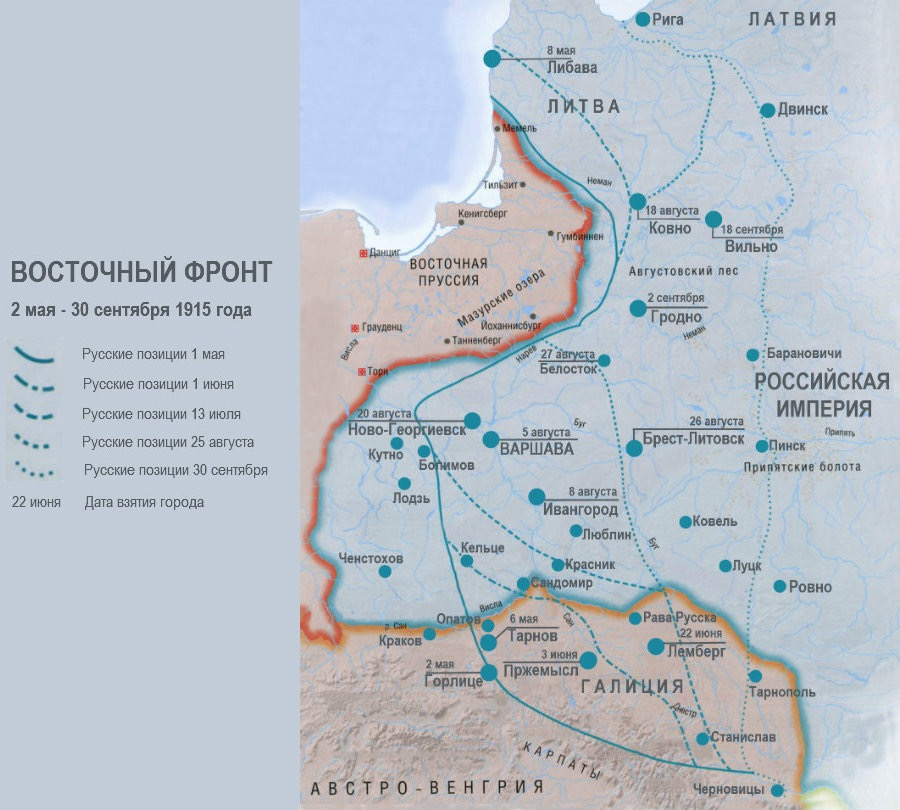 ВОСТОЧНЫЙ ФРОНТ
2 мая - 30 сентября 1915 года
Русские позиции 1 мая
Русские позиции 1 июня
Русские позиции 13 июля
Русские позиции 25 августа
Русские позиции 30 сентября
22 июня Дата взятия города
Рига
ЛАТВИЯ
8 мая
Либава
ЛИТВА
Двинск
Мемель
Тильзит
Неман
Кенигсберг
18 августа
Ковно
18 сентября
Вильно
Гумбиннен
Данциг
ВОСТОЧНАЯ
ПРУССИЯ
Августовский лес
Мазурские озера
2 сентября
Гродно
Неман
Йоханнисбург
Грауденц
Танненберг
Висла
Нарев
27 августа
Белосток
Барановичи
Торн
РОССИЙСКАЯ
ИМПЕРИЯ
20 августа
Ново-Георгиевск
Буг
5 августа
ВАРШАВА
26 августа
Брест-Литовск
Припять
Пинск
Припятские болота
Кутно
Болимов
Лодзь
8 августа
Ивангород
Люблин
Ковель
Буг
Ченстохов
Кельце
Красник
Луцк
Ровно
Сандомир
Висла
Опатов
р. Сан
Краков
6 мая
Тарнов
Сан
Рава Русска
22 июня
Лемберг
2 мая
Горлице
3 июня
Пржемысл
ГАЛИЦИЯ
Тарнополь
Днестр
Станислав
КАРПАТЫ
АВСТРО-ВЕНГРИЯ
Черновицы